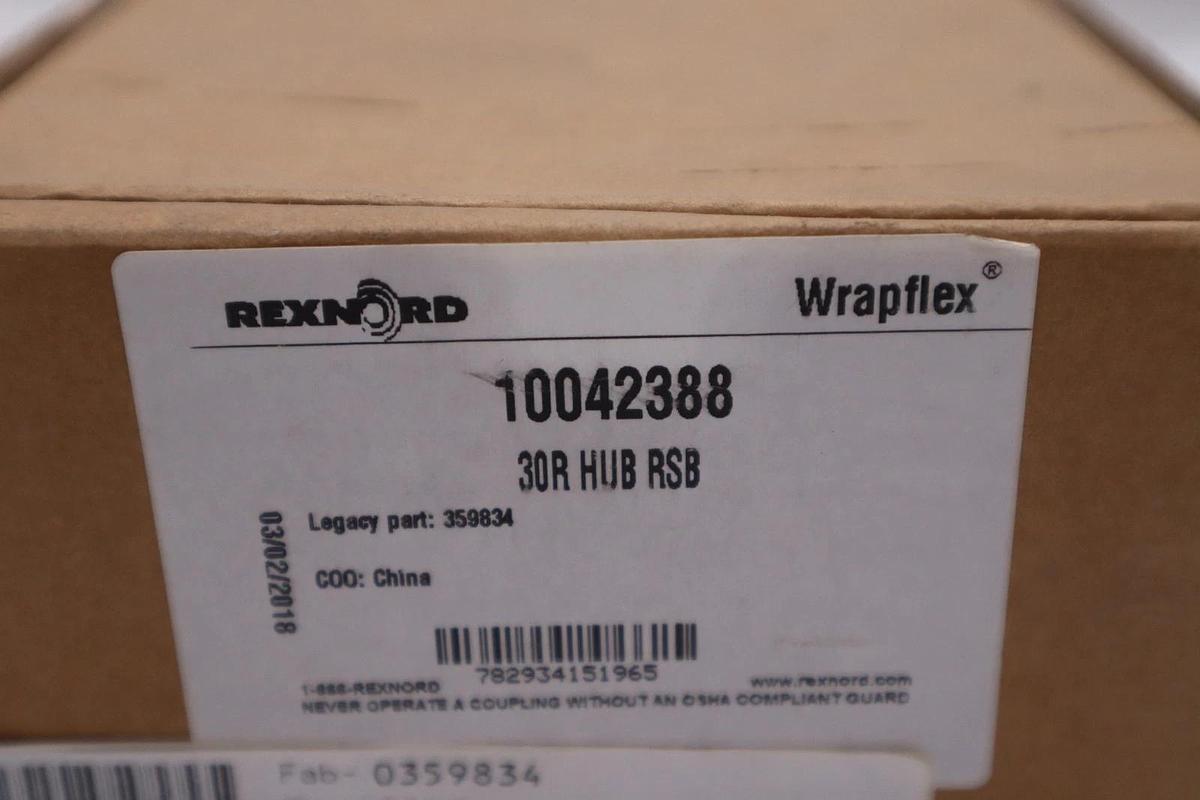 REXNORD
Wrapflex®
10042388
30R HUB RSB
Legacy part: 359834
03/02/2018
COO: China
782934151965
1-888-REXNORD
www.rexnord.com
NEVER OPERATE A COUPLING WITHOUT AN OSHA COMPLIANT GUARD
Fab- 0359834